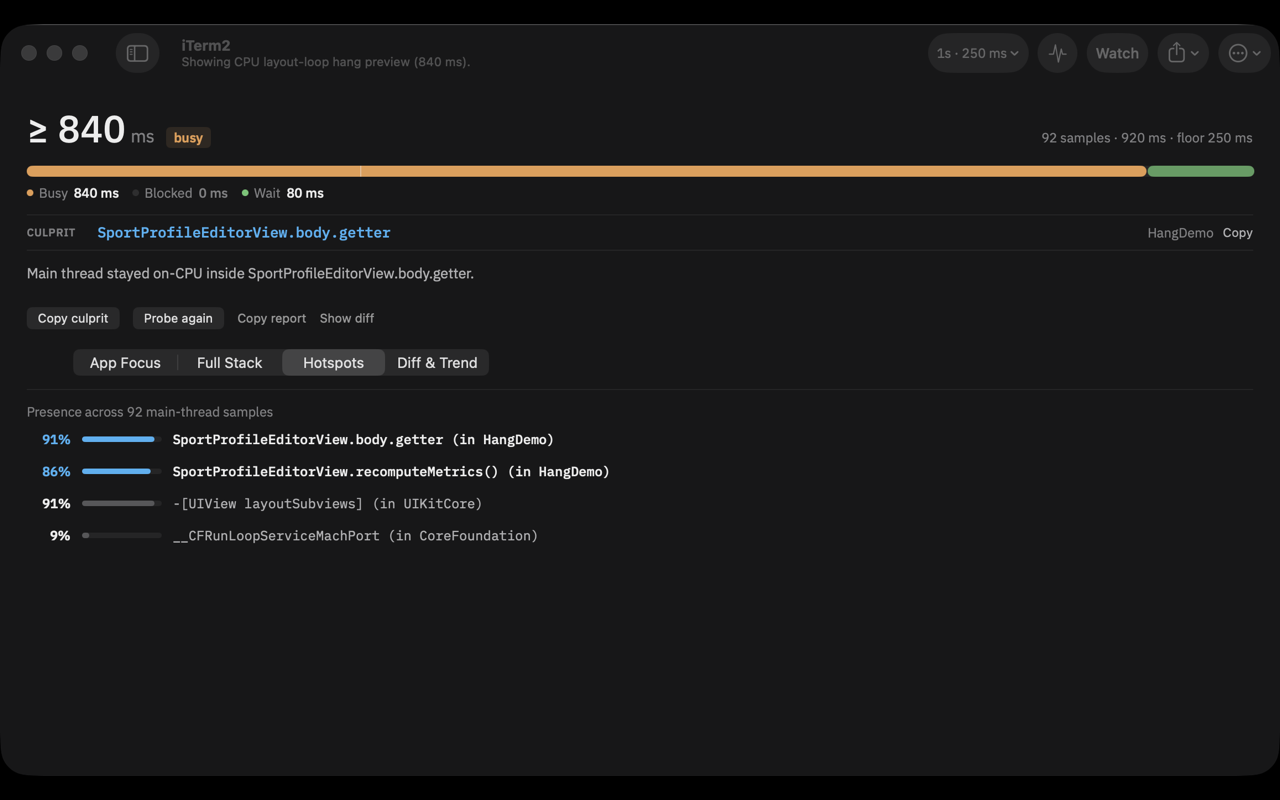 iTerm2
Showing CPU layout-loop hang preview (840 ms).
1s · 250 ms
Watch
≥ 840 ms busy
92 samples · 920 ms · floor 250 ms
Busy 840 ms Blocked 0 ms Wait 80 ms
CULPRIT SportProfileEditorView.body.getter HangDemo Copy
Main thread stayed on-CPU inside SportProfileEditorView.body.getter.
Copy culprit Probe again Copy report Show diff
App Focus Full Stack Hotspots Diff & Trend
Presence across 92 main-thread samples
91% SportProfileEditorView.body.getter (in HangDemo)
86% SportProfileEditorView.recomputeMetrics() (in HangDemo)
91% -[UIView layoutSubviews] (in UIKitCore)
9% __CFRunLoopServiceMachPort (in CoreFoundation)